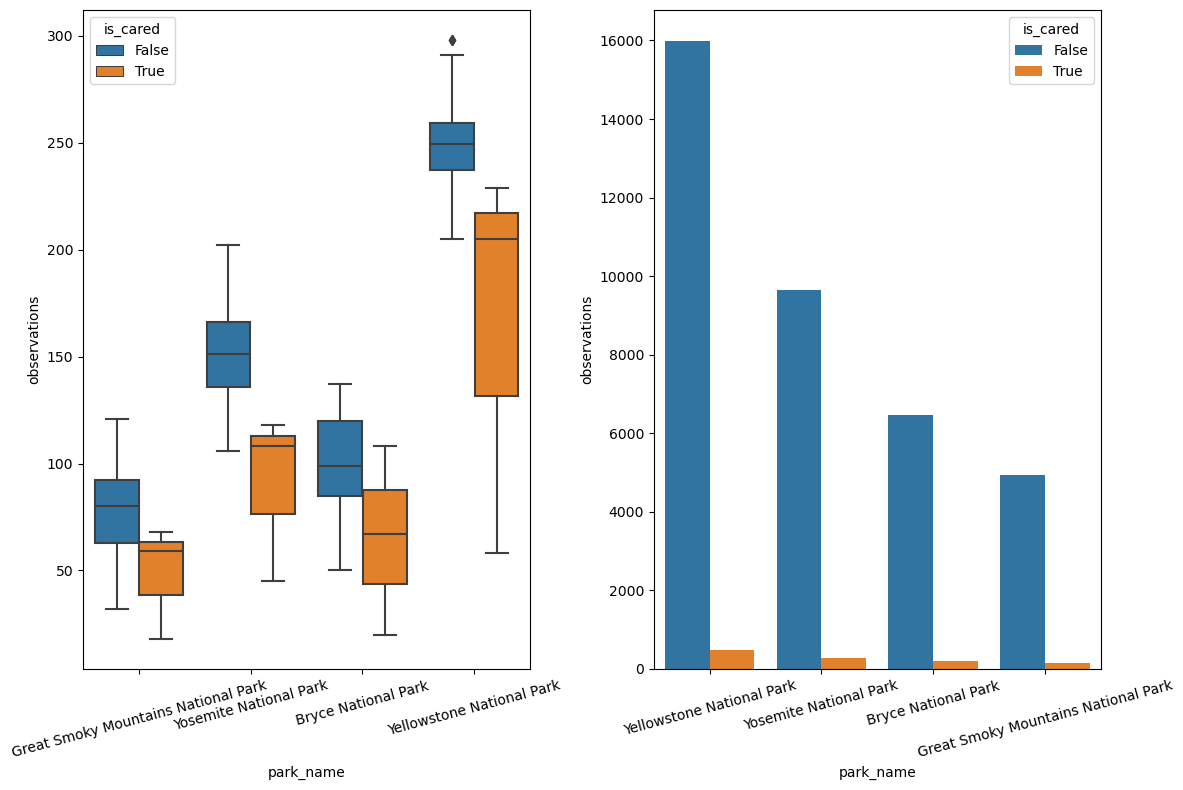 is_cared
False
True
300
250
200
150
100
50
observations
Great Smoky Mountains National Park
Yosemite National Park
Bryce National Park
Yellowstone National Park
park_name
is_cared
False
True
16000
14000
12000
10000
8000
6000
4000
2000
0
observations
Yellowstone National Park
Yosemite National Park
Bryce National Park
Great Smoky Mountains National Park
park_name